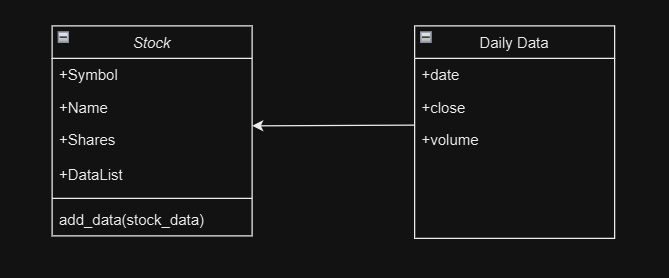 Stock
+Symbol
+Name
+Shares
+DataList
add_data(stock_data)
Daily Data
+date
+close
+volume